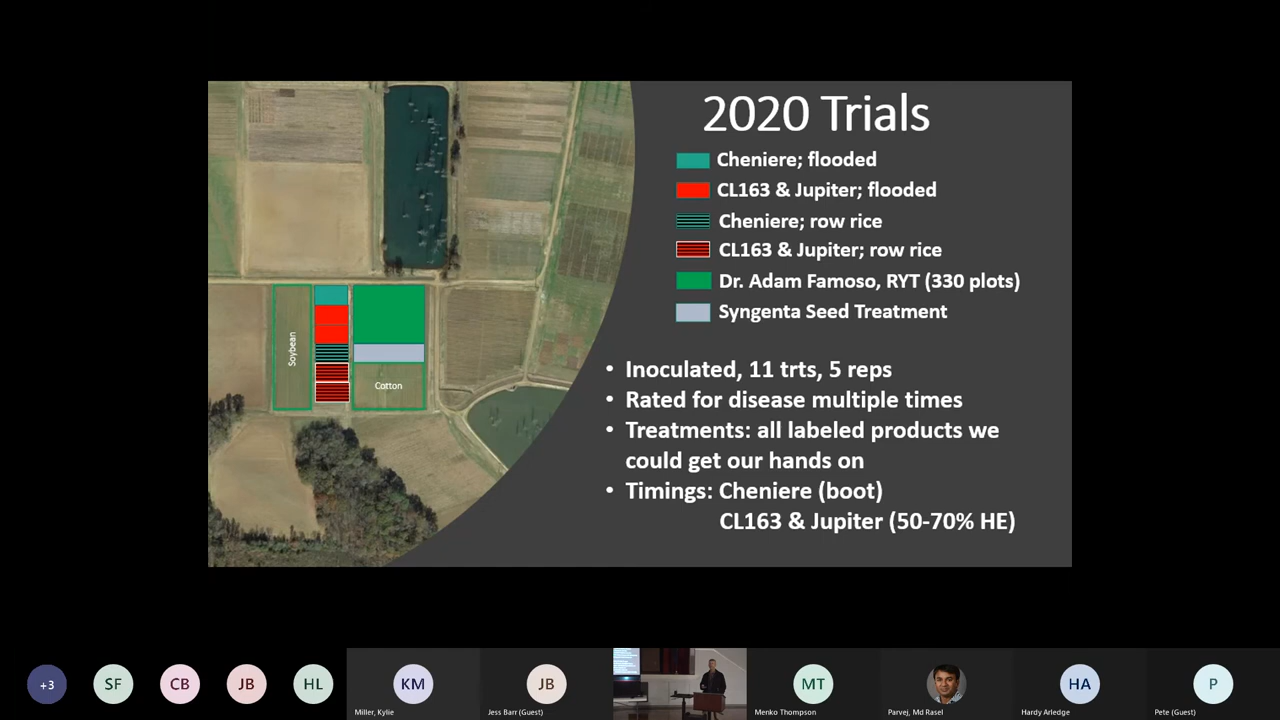 2020 Trials
Cheniere; flooded
CL163 & Jupiter; flooded
Cheniere; row rice
CL163 & Jupiter; row rice
Dr. Adam Famoso, RYT (330 plots)
Syngenta Seed Treatment
Soybean
Cotton
• Inoculated, 11 trts, 5 reps
• Rated for disease multiple times
• Treatments: all labeled products we
could get our hands on
• Timings: Cheniere (boot)
CL163 & Jupiter (50-70% HE)
+3
SF
CB
JB
HL
KM
JB
MT
HA
P
Miller, Kylie
Jess Barr (Guest)
Menko Thompson
Parvej, Md Rasel
Hardy Arledge
Pete (Guest)